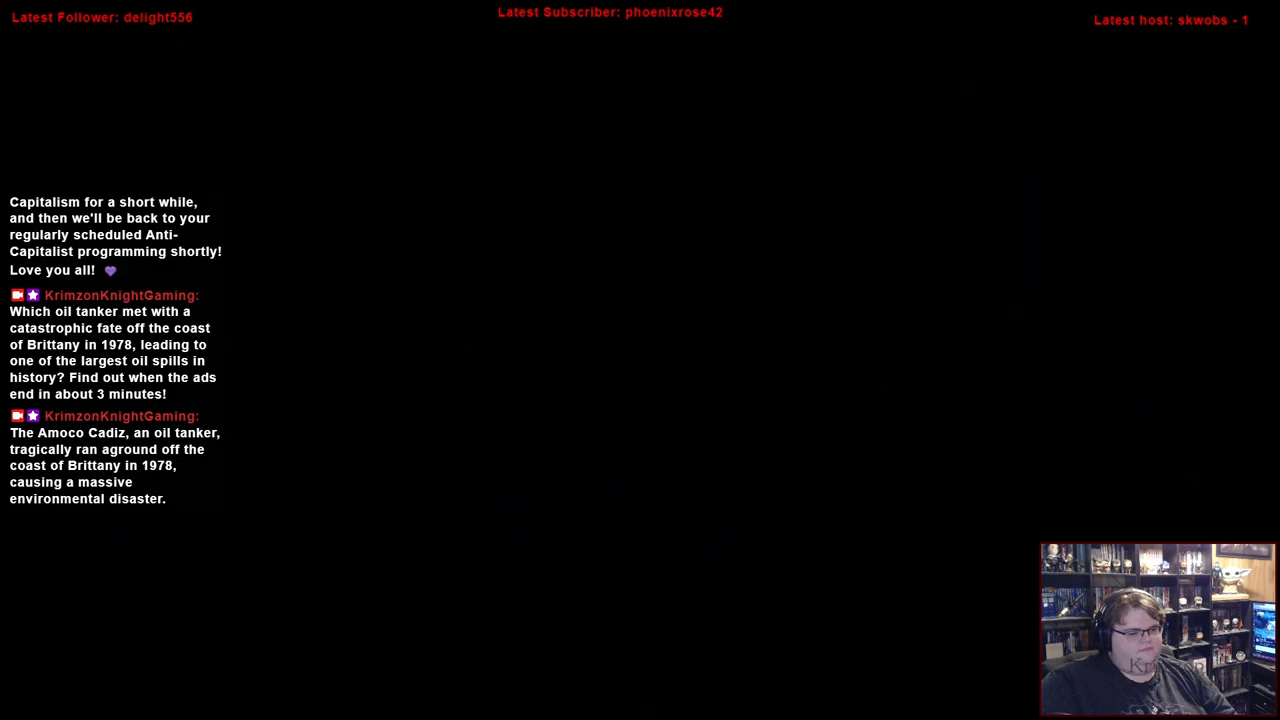 Latest Follower: delight556
Latest Subscriber: phoenixrose42
Latest host: skwobs - 1
Capitalism for a short while,
and then we'll be back to your
regularly scheduled Anti-
Capitalist programming shortly!
Love you all!
KrimzonKnightGaming:
Which oil tanker met with a
catastrophic fate off the coast
of Brittany in 1978, leading to
one of the largest oil spills in
history? Find out when the ads
end in about 3 minutes!
KrimzonKnightGaming:
The Amoco Cadiz, an oil tanker,
tragically ran aground off the
coast of Brittany in 1978,
causing a massive
environmental disaster.